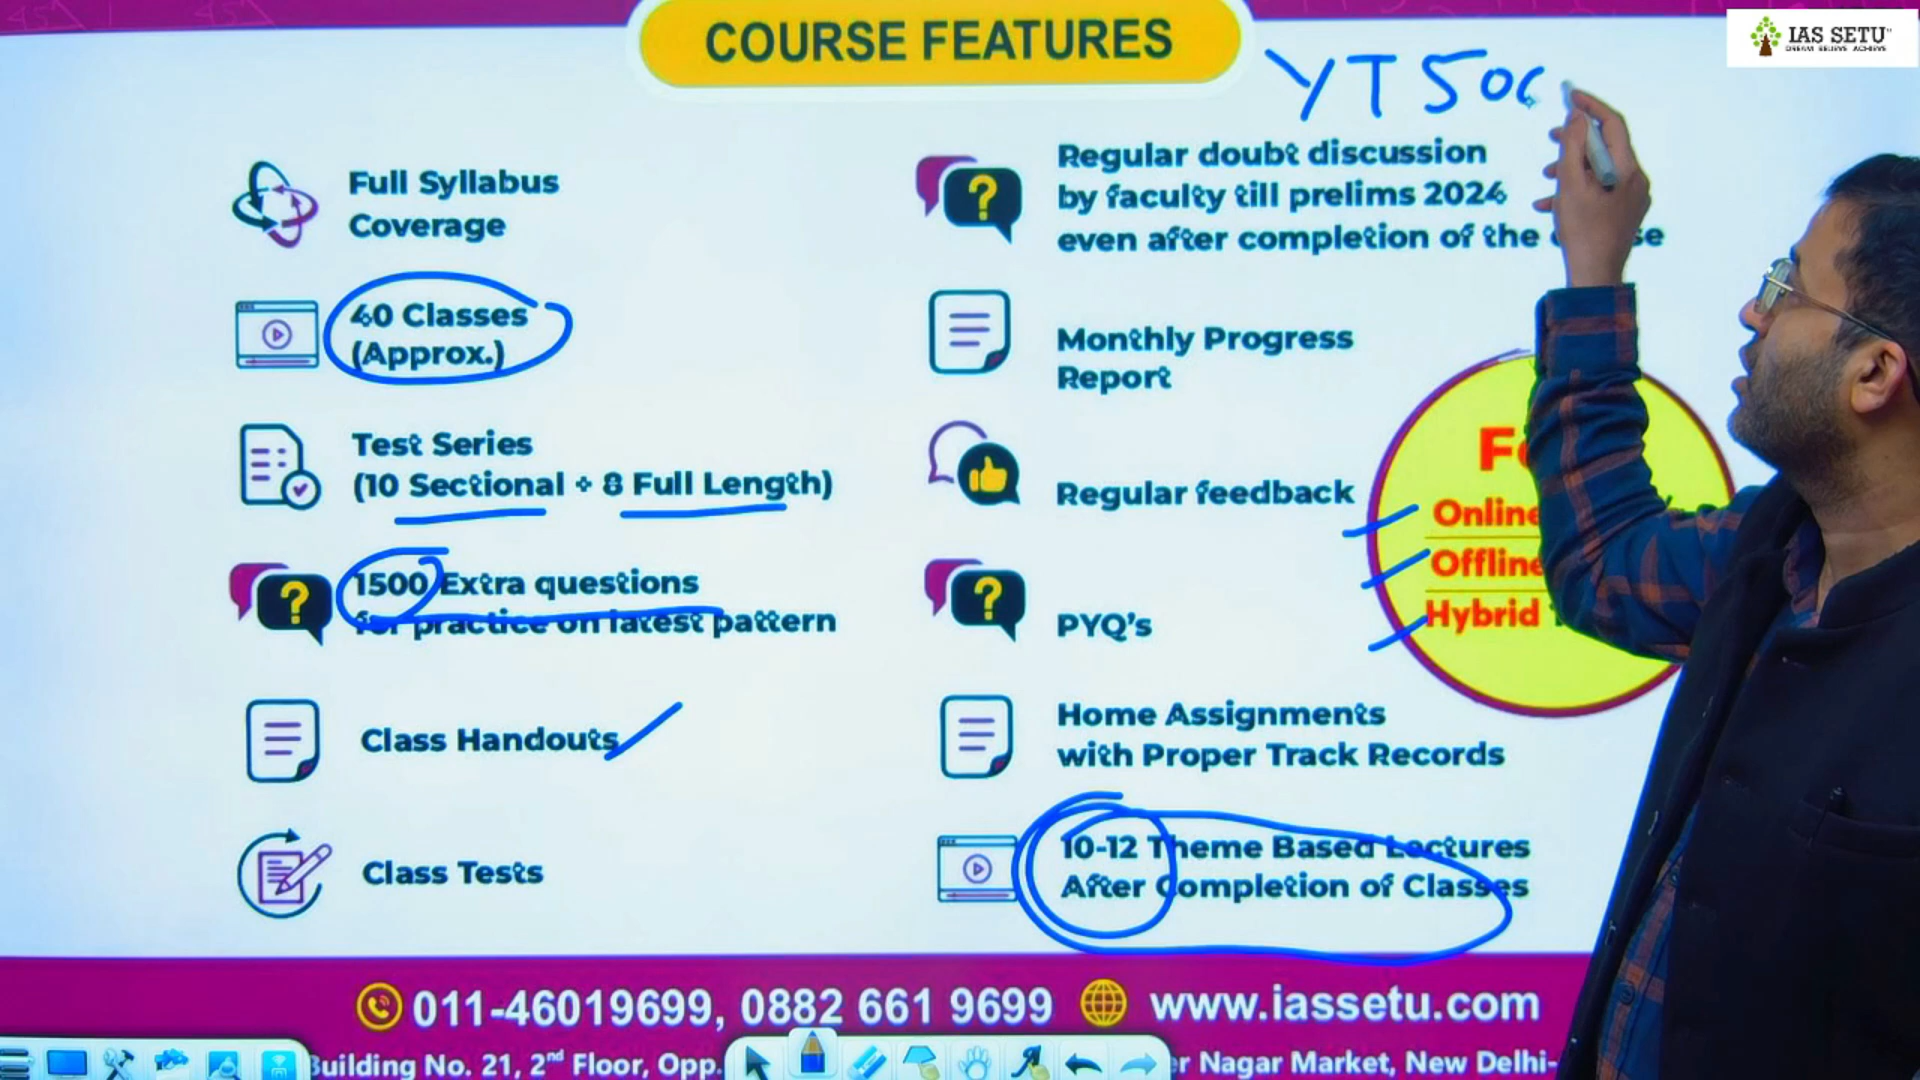 COURSE FEATURES
IAS SETU
DREAM BELIEVE ACHIEVE
YT500
Full Syllabus
Coverage
40 Classes
(Approx.)
Test Series
(10 Sectional + 8 Full Length)
1500 Extra questions
for practice on latest pattern
Class Handouts
Class Tests
Regular doubt discussion
by faculty till prelims 2024
even after completion of the
Monthly Progress
Report
Regular feedback
PYQ's
Home Assignments
with Proper Track Records
10-12 Theme Based Lectures
After Completion of Classes
Online
Offline
Hybrid
011-46019699, 0882 661 9699 www.iassetu.com
Building No. 21, 2nd Floor, Opp.
Nagar Market, New Delhi-